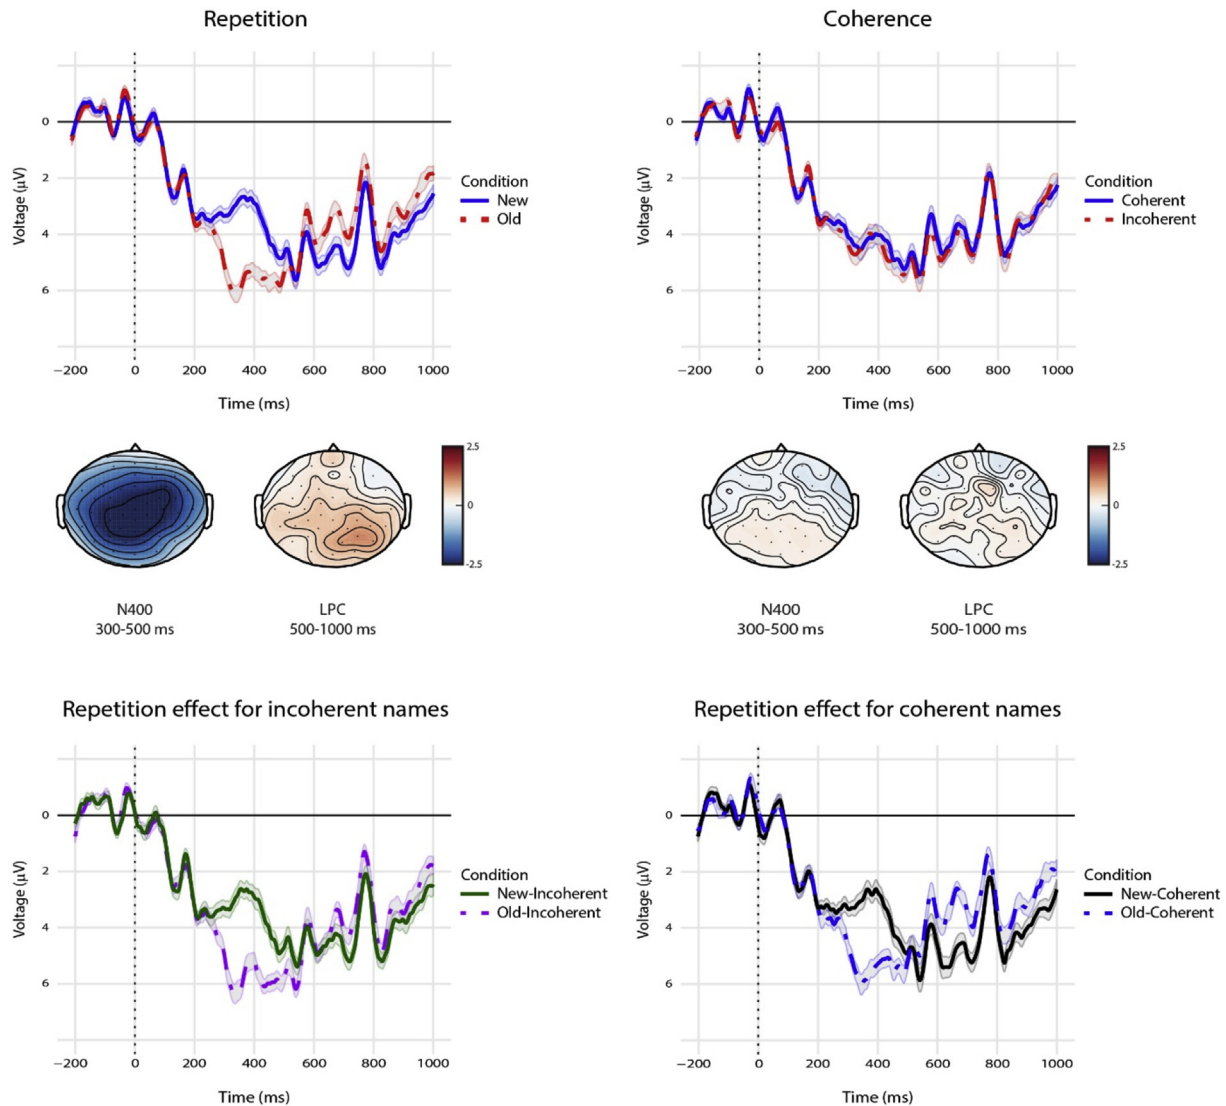 Repetition
Coherence
0
2
4
6
Voltage (µV)
−200 0 200 400 600 800 1000
Time (ms)
Condition
New
Old
0
2
4
6
Voltage (µV)
−200 0 200 400 600 800 1000
Time (ms)
Condition
Coherent
Incoherent
2.5
0
-2.5
N400
300-500 ms
LPC
500-1000 ms
2.5
0
-2.5
N400
300-500 ms
LPC
500-1000 ms
Repetition effect for incoherent names
Repetition effect for coherent names
0
2
4
6
Voltage (µV)
−200 0 200 400 600 800 1000
Time (ms)
Condition
New-Incoherent
Old-Incoherent
0
2
4
6
Voltage (µV)
−200 0 200 400 600 800 1000
Time (ms)
Condition
New-Coherent
Old-Coherent